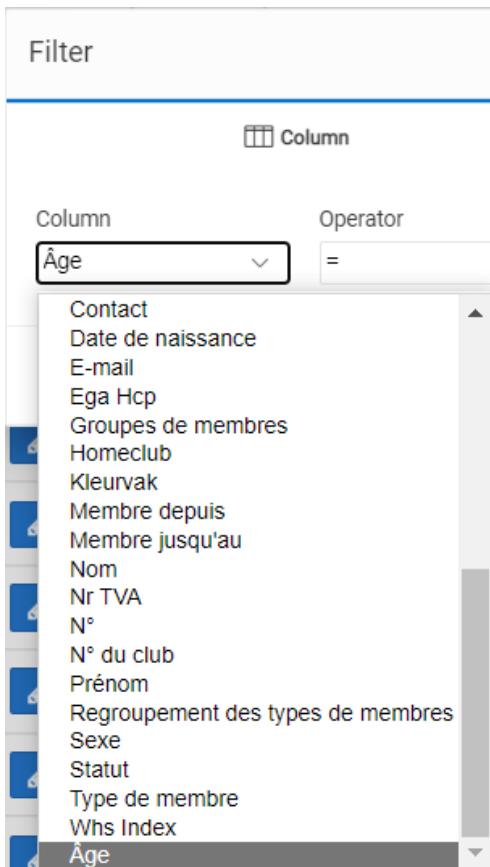 Filter
Column
Column Operator
Âge =
Contact
Date de naissance
E-mail
Ega Hcp
Groupes de membres
Homeclub
Kleurvak
Membre depuis
Membre jusqu'au
Nom
Nr TVA
N°
N° du club
Prénom
Regroupement des types de membres
Sexe
Statut
Type de membre
Whs Index
Âge